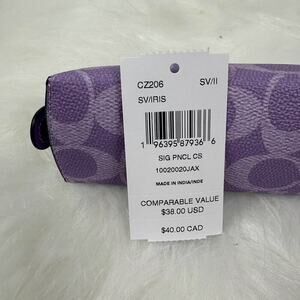 CZ206 SV/II
SV/IRIS
1 96395 87936 6
SIG PNCL CS
10020020JAX
MADE IN INDIA/INDE
COMPARABLE VALUE
$38.00 USD
$40.00 CAD